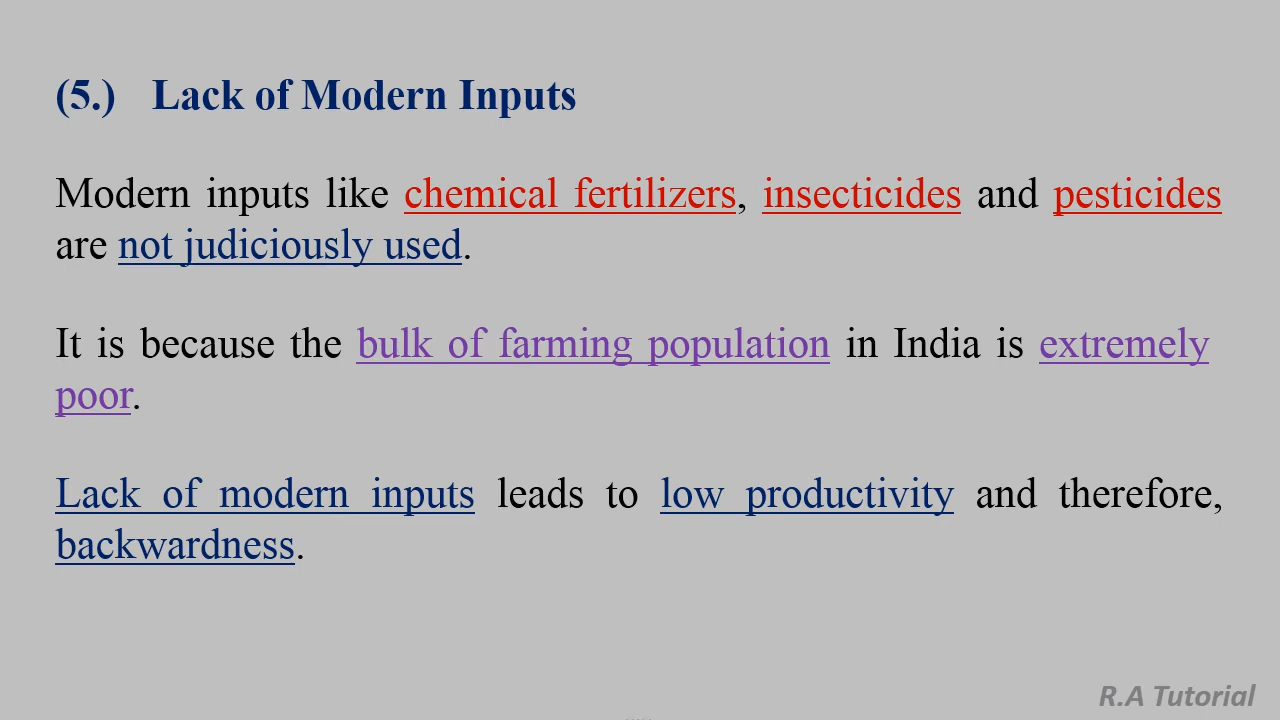 (5.) Lack of Modern Inputs
Modern inputs like chemical fertilizers, insecticides and pesticides
are not judiciously used.
It is because the bulk of farming population in India is extremely
poor.
Lack of modern inputs leads to low productivity and therefore,
backwardness.
R.A Tutorial